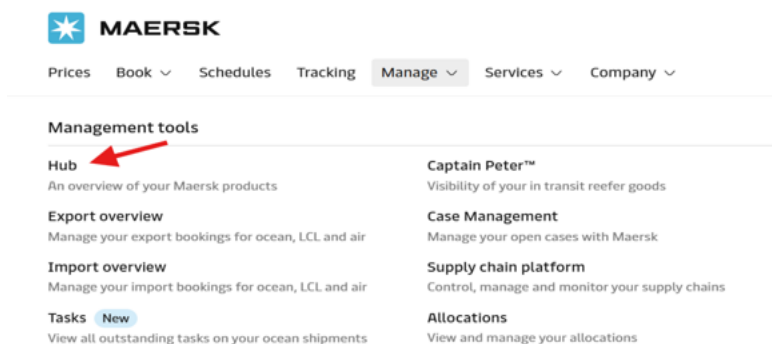 MAERSK
Prices Book Schedules Tracking Manage Services Company
Management tools
Hub
An overview of your Maersk products
Export overview
Manage your export bookings for ocean, LCL and air
Import overview
Manage your import bookings for ocean, LCL and air
Tasks New
View all outstanding tasks on your ocean shipments
Captain Peter™
Visibility of your in transit reefer goods
Case Management
Manage your open cases with Maersk
Supply chain platform
Control, manage and monitor your supply chains
Allocations
View and manage your allocations